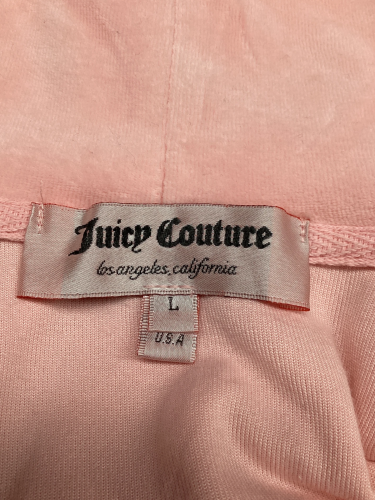 Juicy Couture
los angeles, california
L
U.S.A